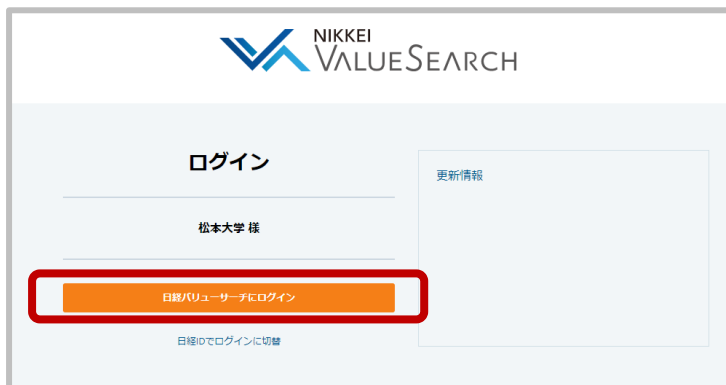 NIKKEI
VALUESEARCH
ログイン
更新情報
松本大学 様
日経バリューサーチにログイン
日経IDでログインに切替